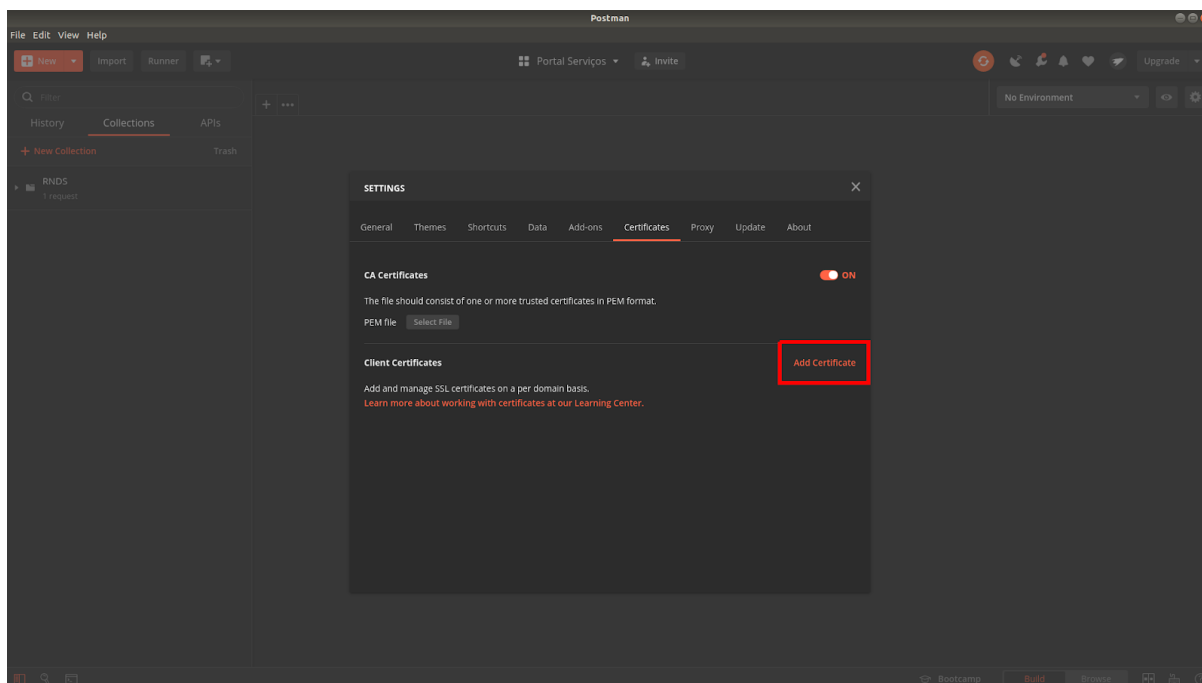 Postman
File Edit View Help
New Import Runner Portal Serviços Invite Upgrade
Filter No Environment
History Collections APIs
+ New Collection Trash
RNDS
1 request
SETTINGS
General Themes Shortcuts Data Add-ons Certificates Proxy Update About
CA Certificates ON
The file should consist of one or more trusted certificates in PEM format.
PEM file Select File
Client Certificates Add Certificate
Add and manage SSL certificates on a per domain basis.
Learn more about working with certificates at our Learning Center.
Bootcamp Build Browse